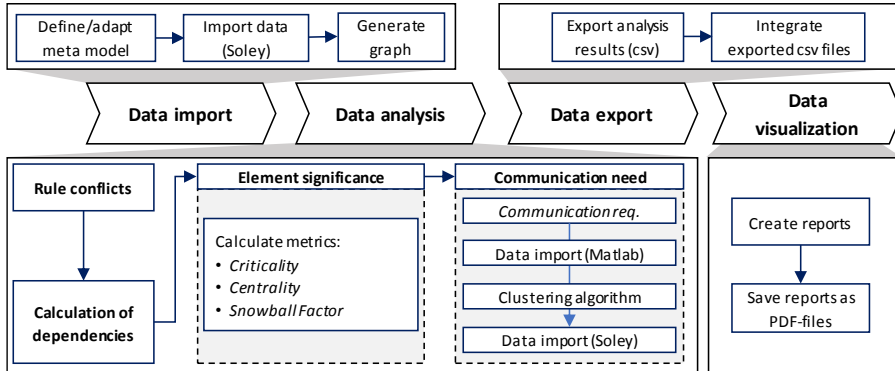 Define/adapt
meta model
Import data
(Soley)
Generate
graph
Export analysis
results (csv)
Integrate
exported csv files
Data import
Data analysis
Data export
Data
visualization
Rule conflicts
Calculation of
dependencies
Element significance
Calculate metrics:
• Criticality
• Centrality
• Snowball Factor
Communication need
Communication req.
Data import (Matlab)
Clustering algorithm
Data import (Soley)
Create reports
Save reports as
PDF-files